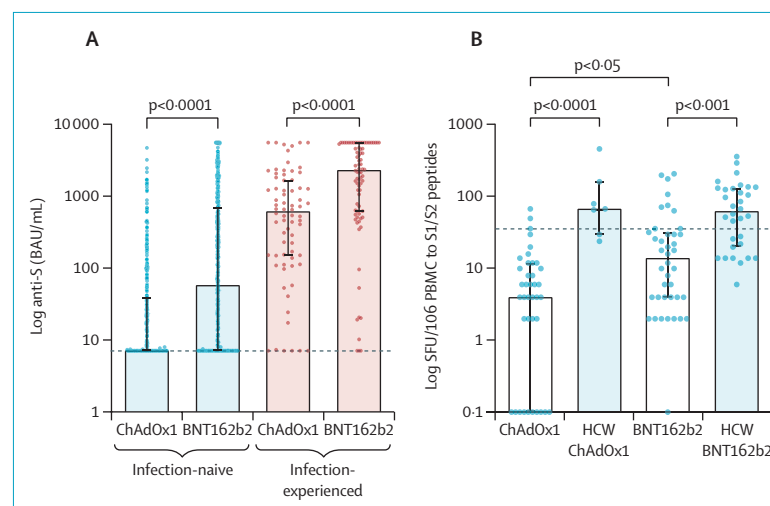 A
p<0·0001
p<0·0001
10 000
1000
100
10
1
Log anti-S (BAU/mL)
ChAdOx1 BNT162b2 ChAdOx1 BNT162b2
Infection-naive
Infection-
experienced
B
p<0·05
p<0·0001
p<0·001
1000
100
10
1
0·1
Log SFU/106 PBMC to S1/S2 peptides
ChAdOx1
HCW
ChAdOx1
BNT162b2
HCW
BNT162b2